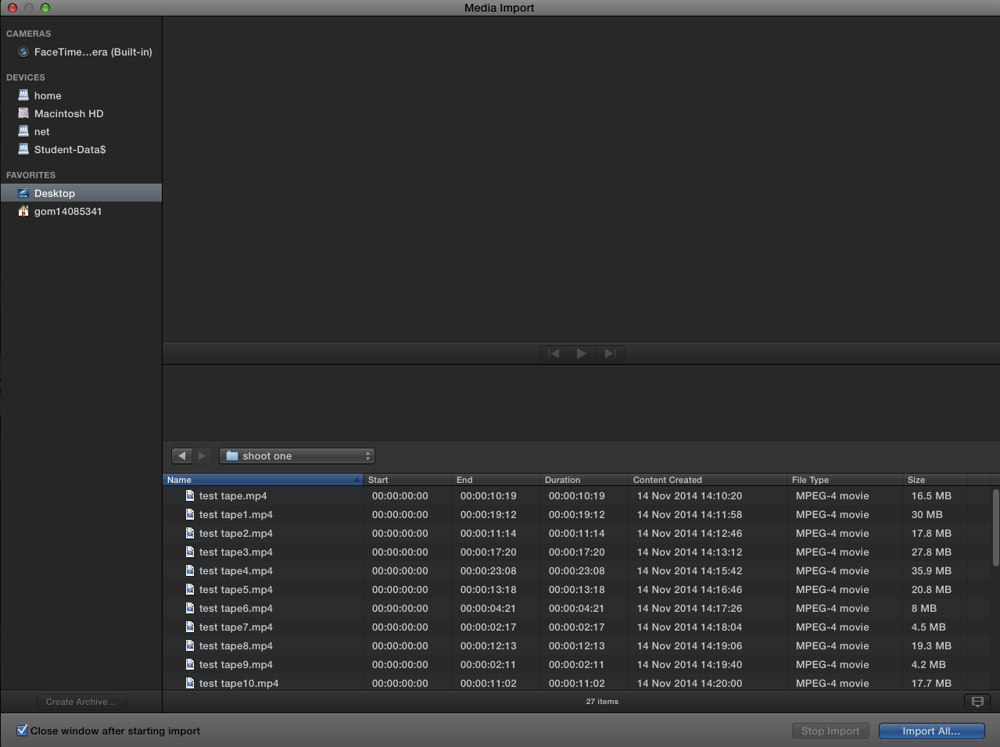 Media Import
CAMERAS
FaceTime...era (Built-in)
DEVICES
home
Macintosh HD
net
Student-Data$
FAVORITES
Desktop
gom14085341
shoot one
Name Start End Duration Content Created File Type Size
test tape.mp4 00:00:00:00 00:00:10:19 00:00:10:19 14 Nov 2014 14:10:20 MPEG-4 movie 16.5 MB
test tape1.mp4 00:00:00:00 00:00:19:12 00:00:19:12 14 Nov 2014 14:11:58 MPEG-4 movie 30 MB
test tape2.mp4 00:00:00:00 00:00:11:14 00:00:11:14 14 Nov 2014 14:12:46 MPEG-4 movie 17.8 MB
test tape3.mp4 00:00:00:00 00:00:17:20 00:00:17:20 14 Nov 2014 14:13:12 MPEG-4 movie 27.8 MB
test tape4.mp4 00:00:00:00 00:00:23:08 00:00:23:08 14 Nov 2014 14:15:42 MPEG-4 movie 35.9 MB
test tape5.mp4 00:00:00:00 00:00:13:18 00:00:13:18 14 Nov 2014 14:16:46 MPEG-4 movie 20.8 MB
test tape6.mp4 00:00:00:00 00:00:04:21 00:00:04:21 14 Nov 2014 14:17:26 MPEG-4 movie 8 MB
test tape7.mp4 00:00:00:00 00:00:02:17 00:00:02:17 14 Nov 2014 14:18:04 MPEG-4 movie 4.5 MB
test tape8.mp4 00:00:00:00 00:00:12:13 00:00:12:13 14 Nov 2014 14:19:06 MPEG-4 movie 19.3 MB
test tape9.mp4 00:00:00:00 00:00:02:11 00:00:02:11 14 Nov 2014 14:19:40 MPEG-4 movie 4.2 MB
test tape10.mp4 00:00:00:00 00:00:11:02 00:00:11:02 14 Nov 2014 14:20:00 MPEG-4 movie 17.7 MB
Create Archive... 27 items
Close window after starting import Stop Import Import All...